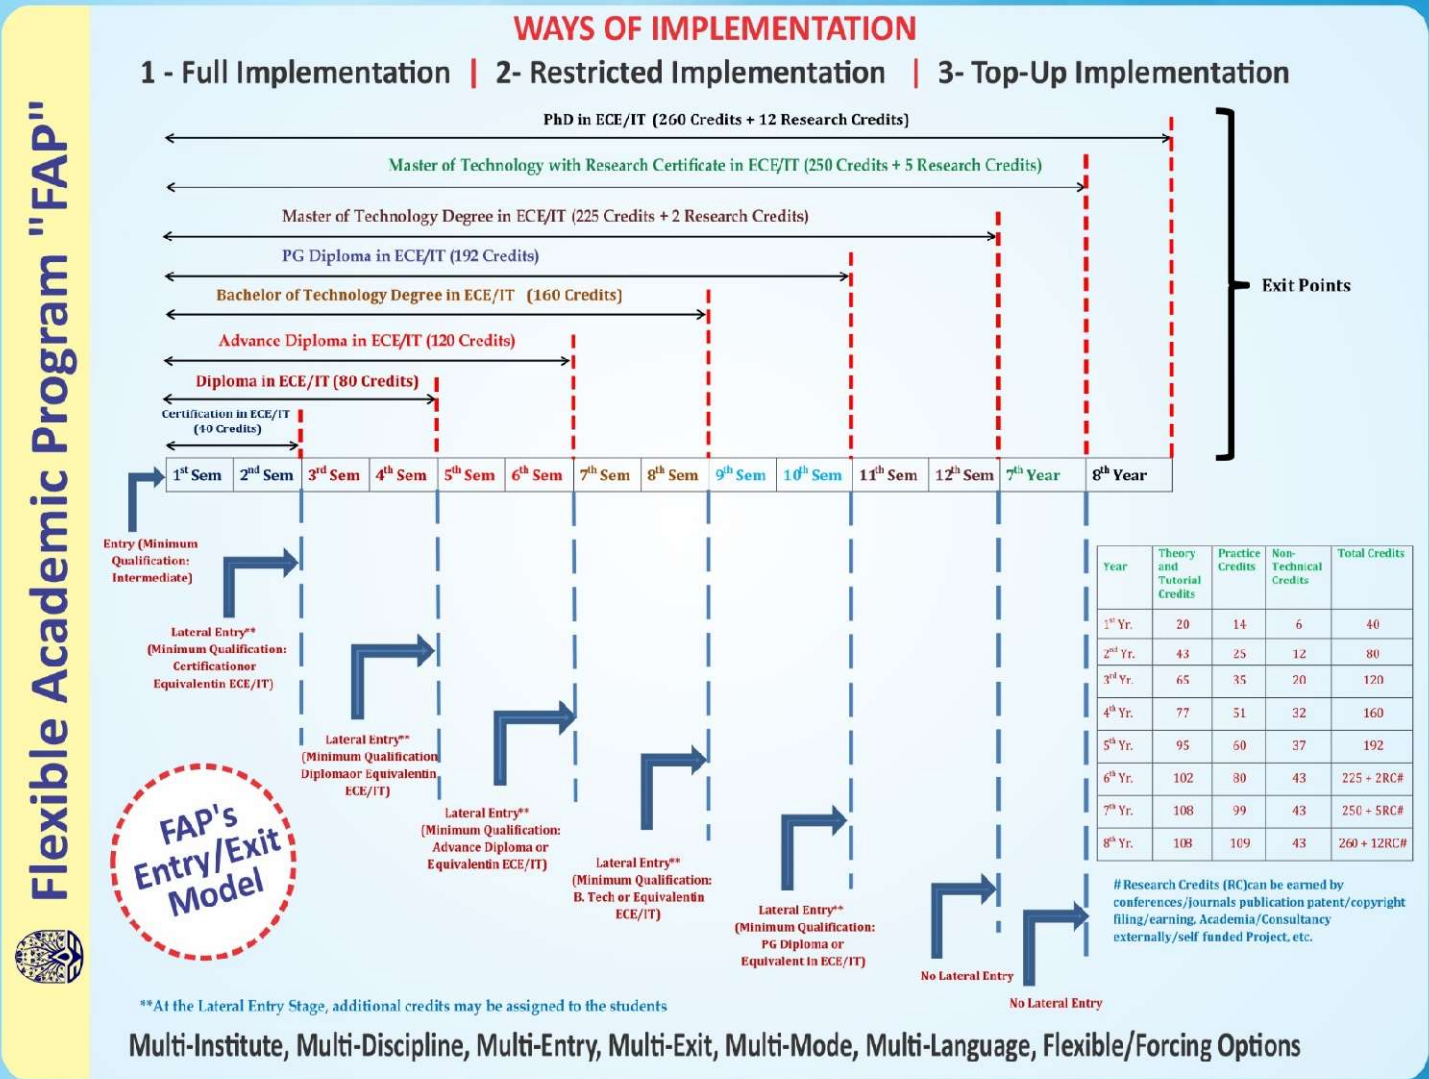 Flexible Academic Program "FAP"
WAYS OF IMPLEMENTATION
1 - Full Implementation | 2- Restricted Implementation | 3- Top-Up Implementation
PhD in ECE/IT (260 Credits + 12 Research Credits)
Master of Technology with Research Certificate in ECE/IT (250 Credits + 5 Research Credits)
Master of Technology Degree in ECE/IT (225 Credits + 2 Research Credits)
PG Diploma in ECE/IT (192 Credits)
Bachelor of Technology Degree in ECE/IT (160 Credits)
Advance Diploma in ECE/IT (120 Credits)
Diploma in ECE/IT (80 Credits)
Certification in ECE/IT
(40 Credits)
Exit Points
1st Sem 2nd Sem 3rd Sem 4th Sem 5th Sem 6th Sem 7th Sem 8th Sem 9th Sem 10th Sem 11th Sem 12th Sem 7th Year 8th Year
Entry (Minimum
Qualification:
Intermediate)
Lateral Entry**
(Minimum Qualification:
Certificationor
Equivalentin ECE/IT)
Lateral Entry**
(Minimum Qualification
Diplomaor Equivalentin
ECE/IT)
Lateral Entry**
(Minimum Qualification:
Advance Diploma or
Equivalentin ECE/IT)
Lateral Entry**
(Minimum Qualification:
B. Tech or Equivalentin
ECE/IT)
Lateral Entry**
(Minimum Qualification:
PG Diploma or
Equivalent in ECE/IT)
No Lateral Entry
No Lateral Entry
Year Theory and Tutorial Credits Practice Credits Non-Technical Credits Total Credits
1st Yr. 20 14 6 40
2nd Yr. 43 25 12 80
3rd Yr. 65 35 20 120
4th Yr. 77 51 32 160
5th Yr. 95 60 37 192
6th Yr. 102 80 43 225 + 2RC#
7th Yr. 108 99 43 250 + 5RC#
8th Yr. 108 109 43 260 + 12RC#
# Research Credits (RC)can be earned by
conferences/journals publication patent/copyright
filing/earning, Academia/Consultancy
externally/self funded Project, etc.
FAP's
Entry/Exit
Model
**At the Lateral Entry Stage, additional credits may be assigned to the students
Multi-Institute, Multi-Discipline, Multi-Entry, Multi-Exit, Multi-Mode, Multi-Language, Flexible/Forcing Options